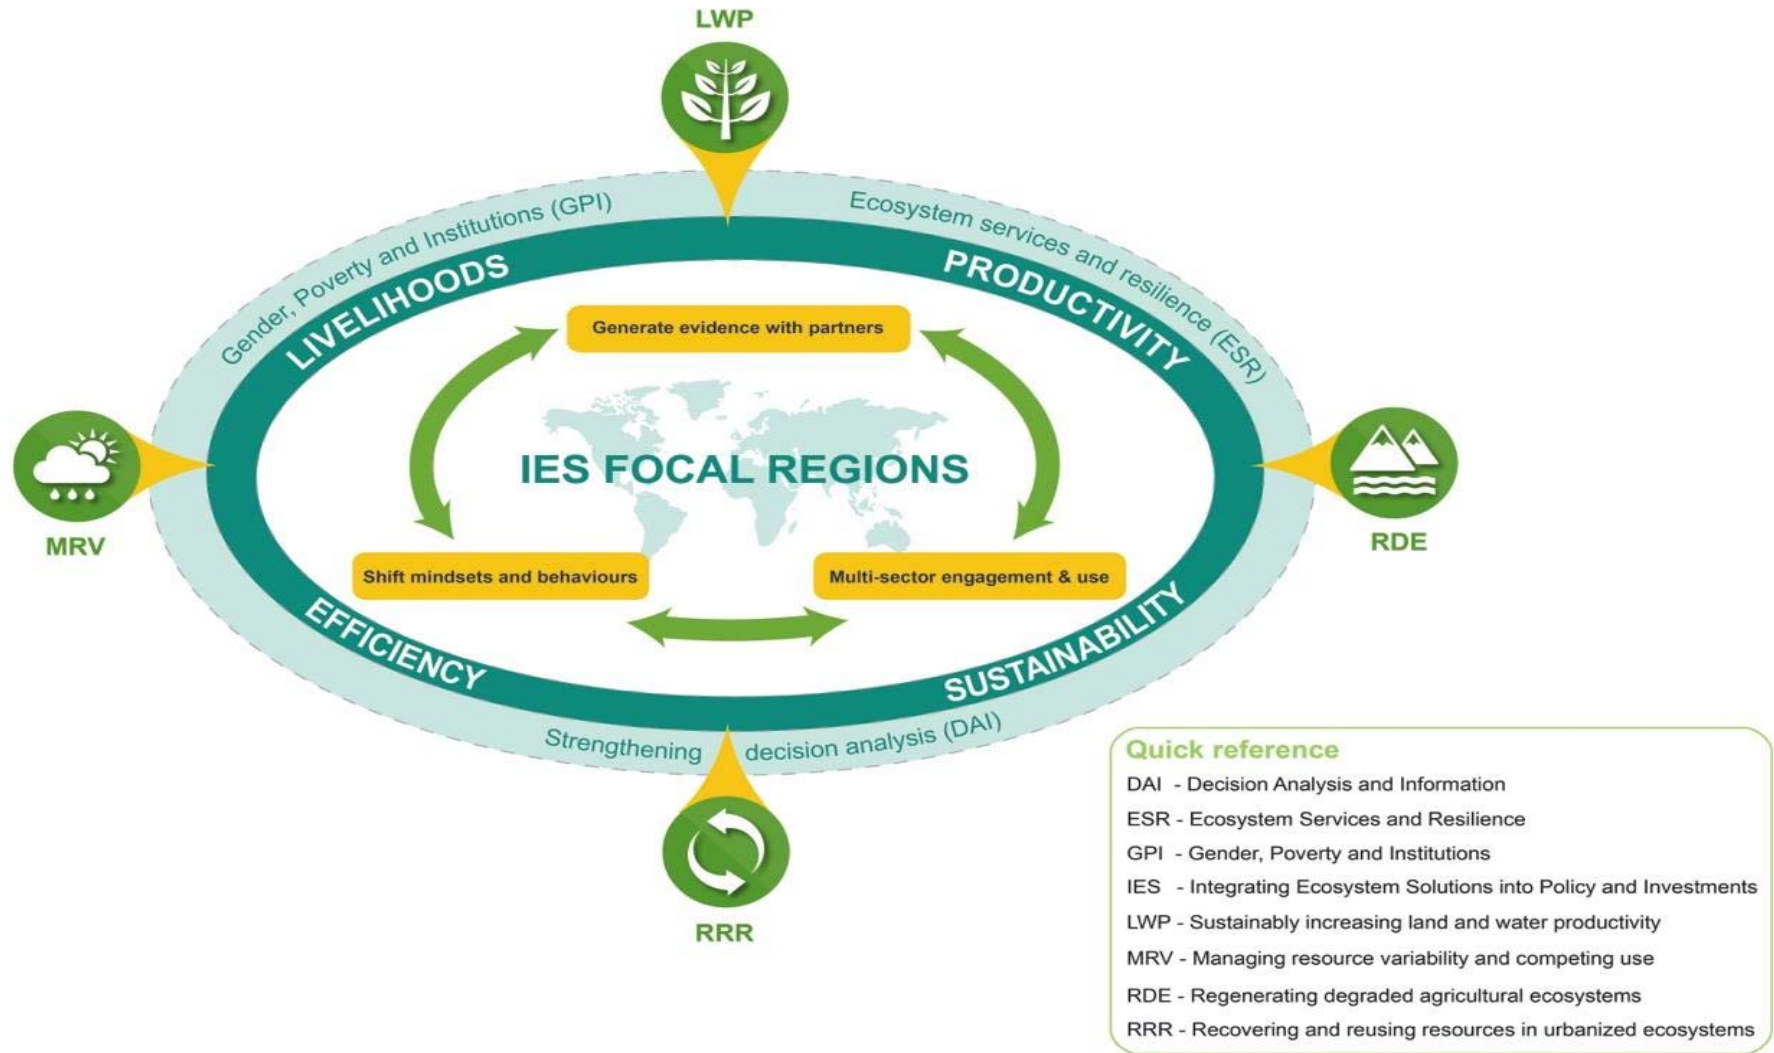 LWP
Gender, Poverty and Institutions (GPI)
Ecosystem services and resilience (ESR)
LIVELIHOODS
PRODUCTIVITY
Generate evidence with partners
IES FOCAL REGIONS
MRV
RDE
Shift mindsets and behaviours
Multi-sector engagement & use
EFFICIENCY
SUSTAINABILITY
Strengthening decision analysis (DAI)
RRR
Quick reference
DAI - Decision Analysis and Information
ESR - Ecosystem Services and Resilience
GPI - Gender, Poverty and Institutions
IES - Integrating Ecosystem Solutions into Policy and Investments
LWP - Sustainably increasing land and water productivity
MRV - Managing resource variability and competing use
RDE - Regenerating degraded agricultural ecosystems
RRR - Recovering and reusing resources in urbanized ecosystems